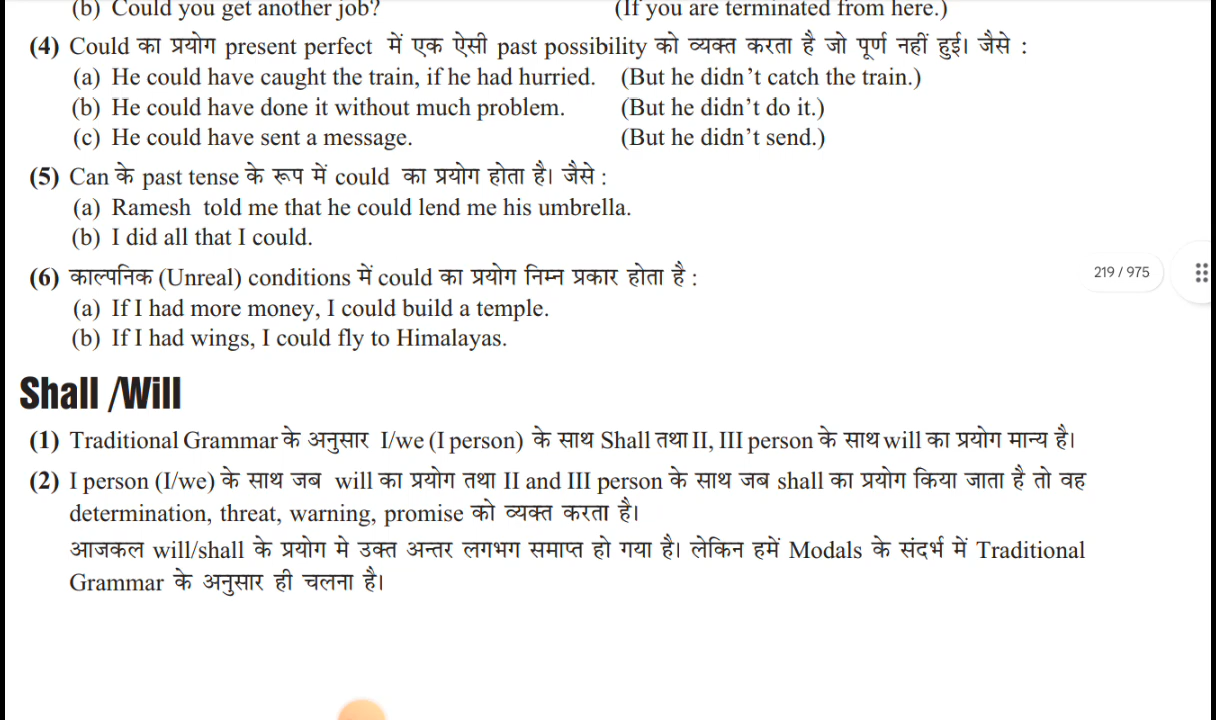 (b) Could you get another job? (If you are terminated from here.)
(4) Could का प्रयोग present perfect में एक ऐसी past possibility को व्यक्त करता है जो पूर्ण नहीं हुई। जैसे :
(a) He could have caught the train, if he had hurried. (But he didn’t catch the train.)
(b) He could have done it without much problem. (But he didn’t do it.)
(c) He could have sent a message. (But he didn’t send.)
(5) Can के past tense के रूप में could का प्रयोग होता है। जैसे :
(a) Ramesh told me that he could lend me his umbrella.
(b) I did all that I could.
(6) काल्पनिक (Unreal) conditions में could का प्रयोग निम्न प्रकार होता है :
219 / 975
(a) If I had more money, I could build a temple.
(b) If I had wings, I could fly to Himalayas.
Shall /Will
(1) Traditional Grammar के अनुसार I/we (I person) के साथ Shall तथा II, III person के साथ will का प्रयोग मान्य है।
(2) I person (I/we) के साथ जब will का प्रयोग तथा II and III person के साथ जब shall का प्रयोग किया जाता है तो वह
determination, threat, warning, promise को व्यक्त करता है।
आजकल will/shall के प्रयोग मे उक्त अन्तर लगभग समाप्त हो गया है। लेकिन हमें Modals के संदर्भ में Traditional
Grammar के अनुसार ही चलना है।